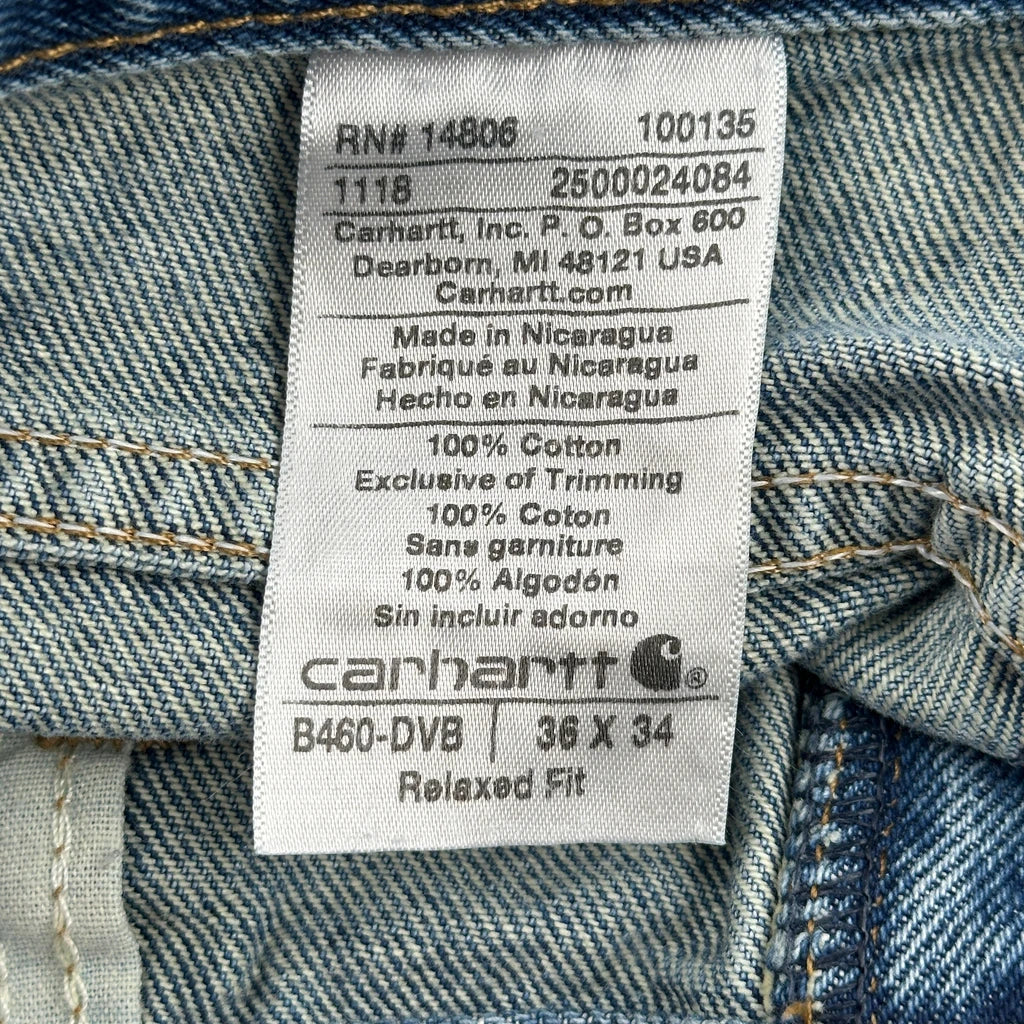 RN# 14806 100135
1118 2500024084
Carhartt, Inc. P. O. Box 600
Dearborn, MI 48121 USA
Carhartt.com
Made in Nicaragua
Fabriqué au Nicaragua
Hecho en Nicaragua
100% Cotton
Exclusive of Trimming
100% Coton
Sans garniture
100% Algodón
Sin incluir adorno
carhartt ®
B460-DVB | 36 X 34
Relaxed Fit